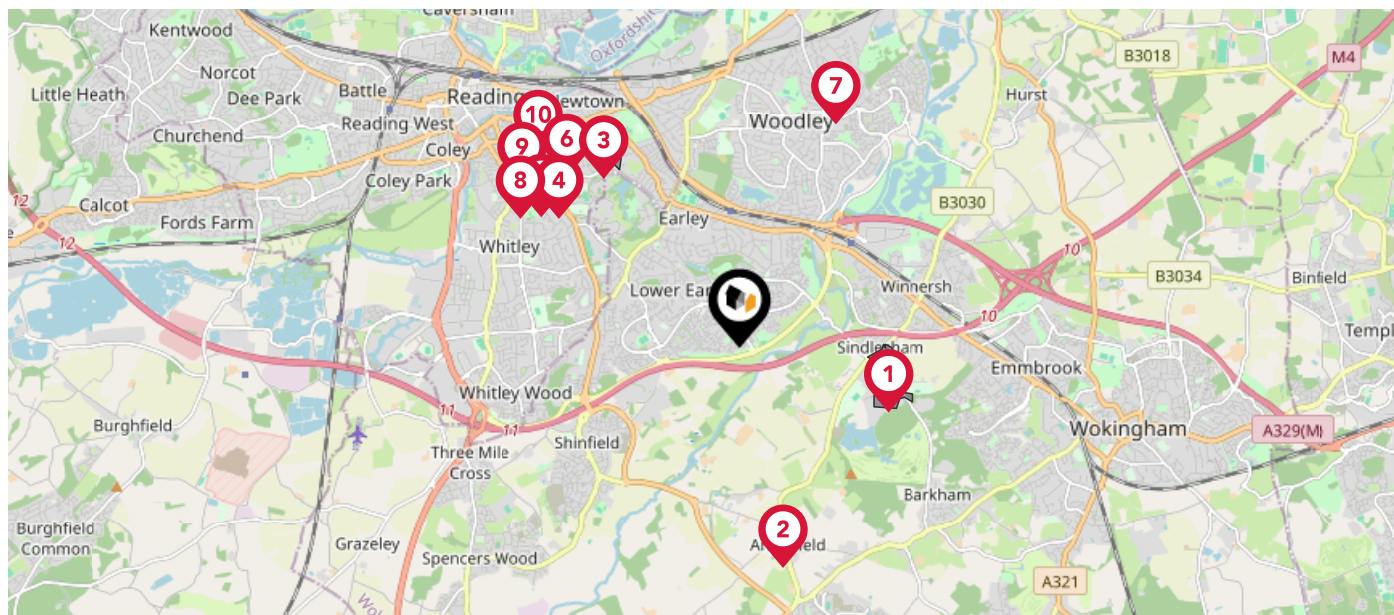 Caversham
Kentwood
Oxfordshire
B3018
M4
Norcot
Little Heath
Dee Park
Battle
Reading
Newtown
7
Hurst
10
Churchend
Reading West
Woodley
9
6
3
Coley
8
4
Coley Park
12
Calcot
Fords Farm
Earley
B3030
12
Whitley
10
Winnersh
B3034
Binfield
10
Sindlesham
1
Emmbrook
Whitley Wood
11
11
Burghfield
Shinfield
Wokingham
A329(M)
Three Mile
Cross
Barkham
Burghfield
Common
Grazeley
Spencers Wood
2
A321